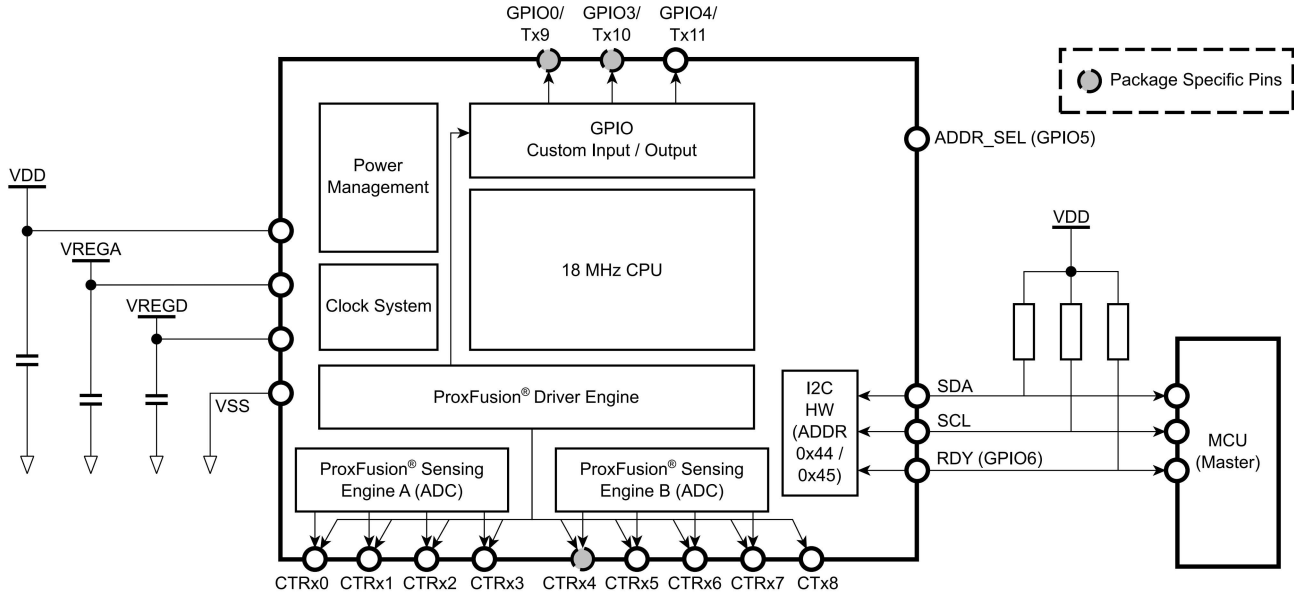 GPIO0/ GPIO3/ GPIO4/
Tx9 Tx10 Tx11
Package Specific Pins
GPIO
Custom Input / Output
ADDR_SEL (GPIO5)
Power
Management
VDD
VDD
VREGA
18 MHz CPU
Clock System
VREGD
ProxFusion® Driver Engine
VSS
I2C
HW
(ADDR
0x44 /
0x45)
SDA
SCL
RDY (GPIO6)
MCU
(Master)
ProxFusion® Sensing
Engine A (ADC)
ProxFusion® Sensing
Engine B (ADC)
CTRx0 CTRx1 CTRx2 CTRx3 CTRx4 CTRx5 CTRx6 CTRx7 CTx8